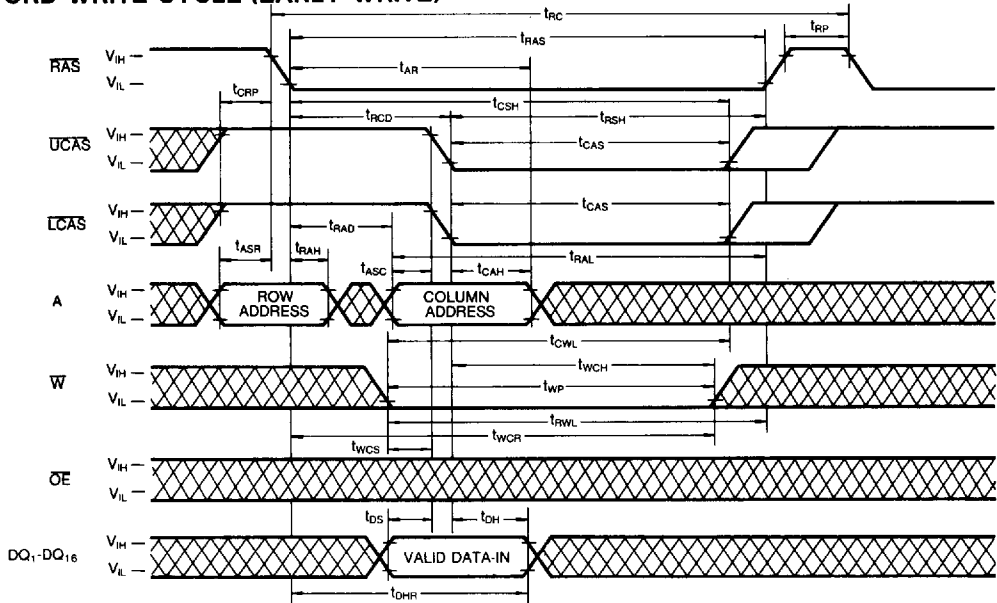 WORD WRITE CYCLE (EARLY WRITE)
tRC
tRP
tRAS
RAS
VIH
VIL
tAR
tCRP
tCSH
tRCD
tRSH
UCAS
VIH
VIL
tCAS
LCAS
VIH
VIL
tCAS
tRAD
tRAL
tASR
tRAH
tASC
tCAH
A
VIH
VIL
ROW
ADDRESS
COLUMN
ADDRESS
tCWL
W
VIH
VIL
tWCH
tWP
tRWL
tWCR
tWCS
OE
VIH
VIL
tDS
tDH
DQ1-DQ16
VIH
VIL
VALID DATA-IN
tDHR